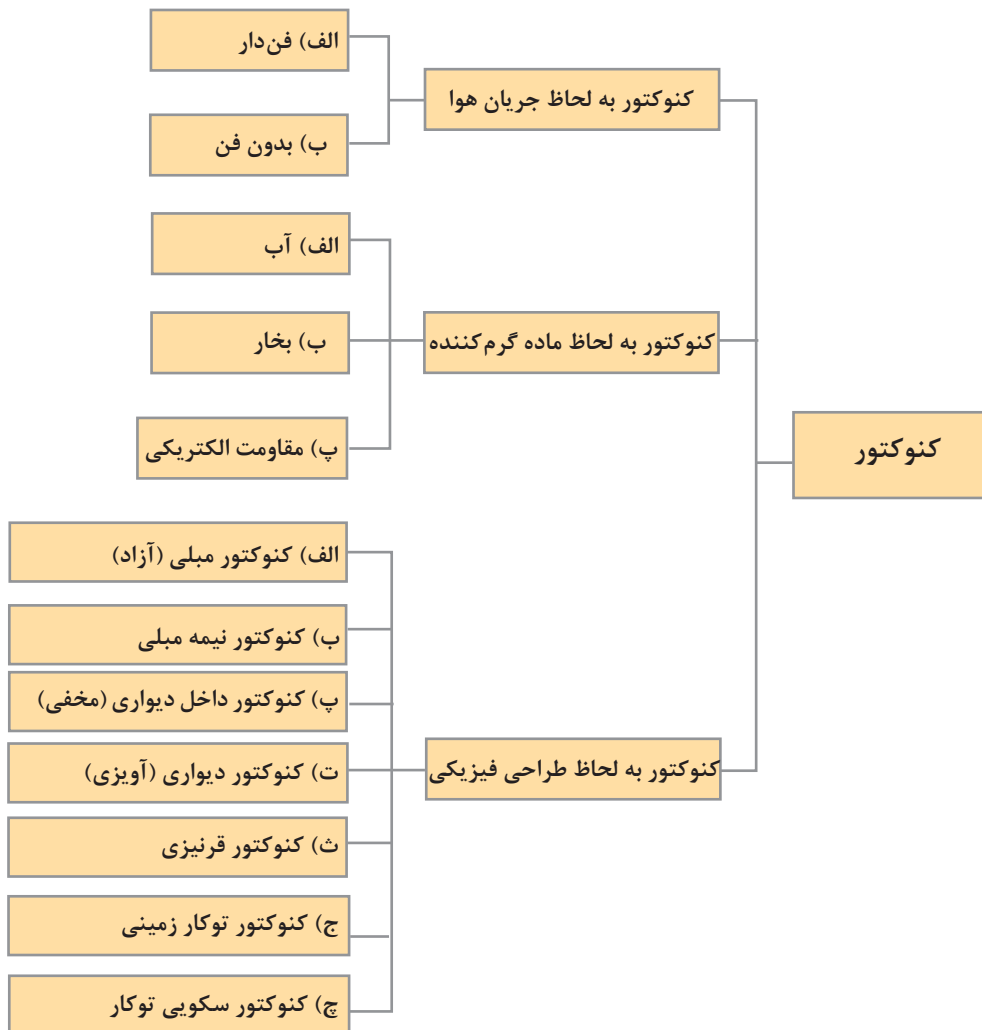 کنوکتور
کنوکتور به لحاظ جریان هوا
الف) فن‌دار
ب) بدون فن
کنوکتور به لحاظ ماده گرم‌کننده
الف) آب
ب) بخار
پ) مقاومت الکتریکی
کنوکتور به لحاظ طراحی فیزیکی
الف) کنوکتور مبلی (آزاد)
ب) کنوکتور نیمه مبلی
پ) کنوکتور داخل دیواری (مخفی)
ت) کنوکتور دیواری (آویزی)
ث) کنوکتور قرنیزی
ج) کنوکتور توکار زمینی
چ) کنوکتور سکویی توکار